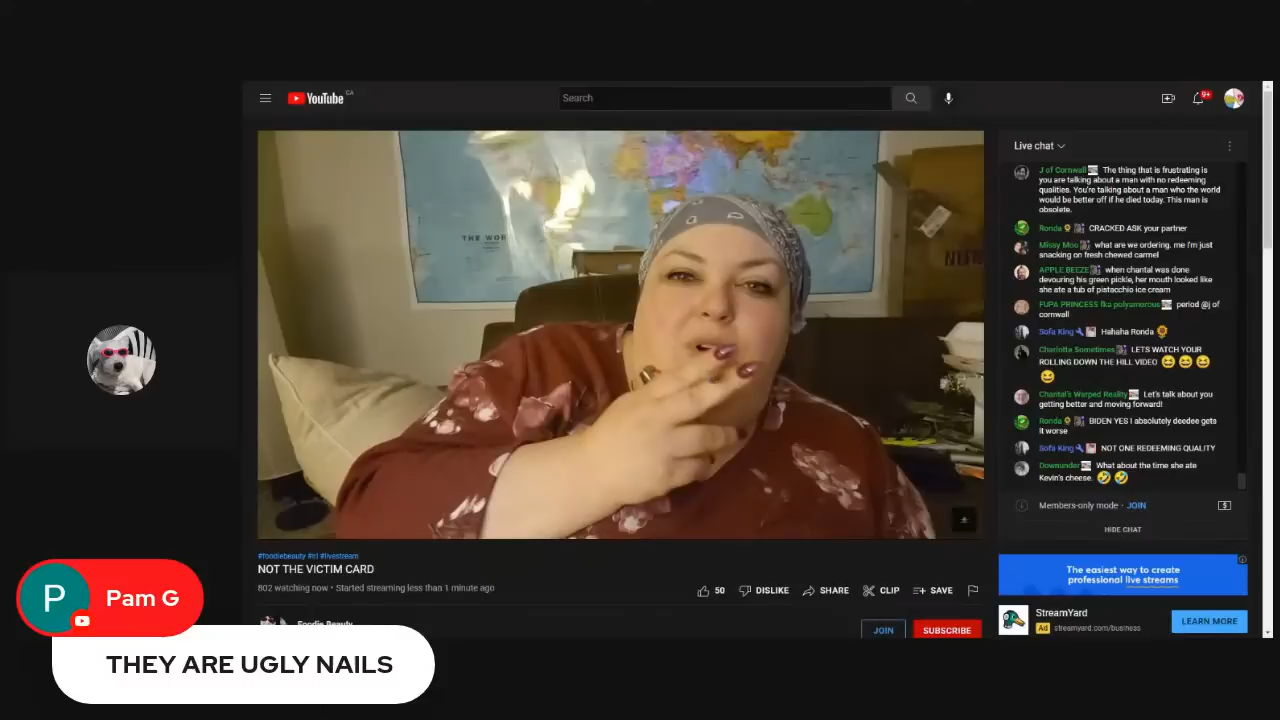 YouTube CA
Search
9+
THE WOR
Live chat
J of Cornwall The thing that is frustrating is
you are talking about a man with no redeeming
qualities. You're talking about a man who the world
would be better off if he died today. This man is
obsolete.
Ronda CRACKED ASK your partner
Missy Moo what are we ordering. me I'm just
snacking on fresh chewed carmel
APPLE BEEZE when chantal was done
devouring his green pickle, her mouth looked like
she ate a tub of pistacchio ice cream
FUPA PRINCESS fka polyamorous period @j of
cornwall
Sofa King Hahaha Ronda
Charlotta Sometimes LETS WATCH YOUR
ROLLING DOWN THE HILL VIDEO
Chantal's Warped Reality Let's talk about you
getting better and moving forward!
Ronda BIDEN YES I absolutely deedee gets
it worse
Sofa King NOT ONE REDEEMING QUALITY
Downunder What about the time she ate
Kevin's cheese.
Members-only mode - JOIN
HIDE CHAT
#foodiebeauty #irl #livestream
NOT THE VICTIM CARD
802 watching now • Started streaming less than 1 minute ago
50 DISLIKE SHARE CLIP SAVE
Foodie Beauty
JOIN SUBSCRIBE
The easiest way to create
professional live streams
StreamYard
Ad streamyard.com/business
LEARN MORE
P Pam G
THEY ARE UGLY NAILS